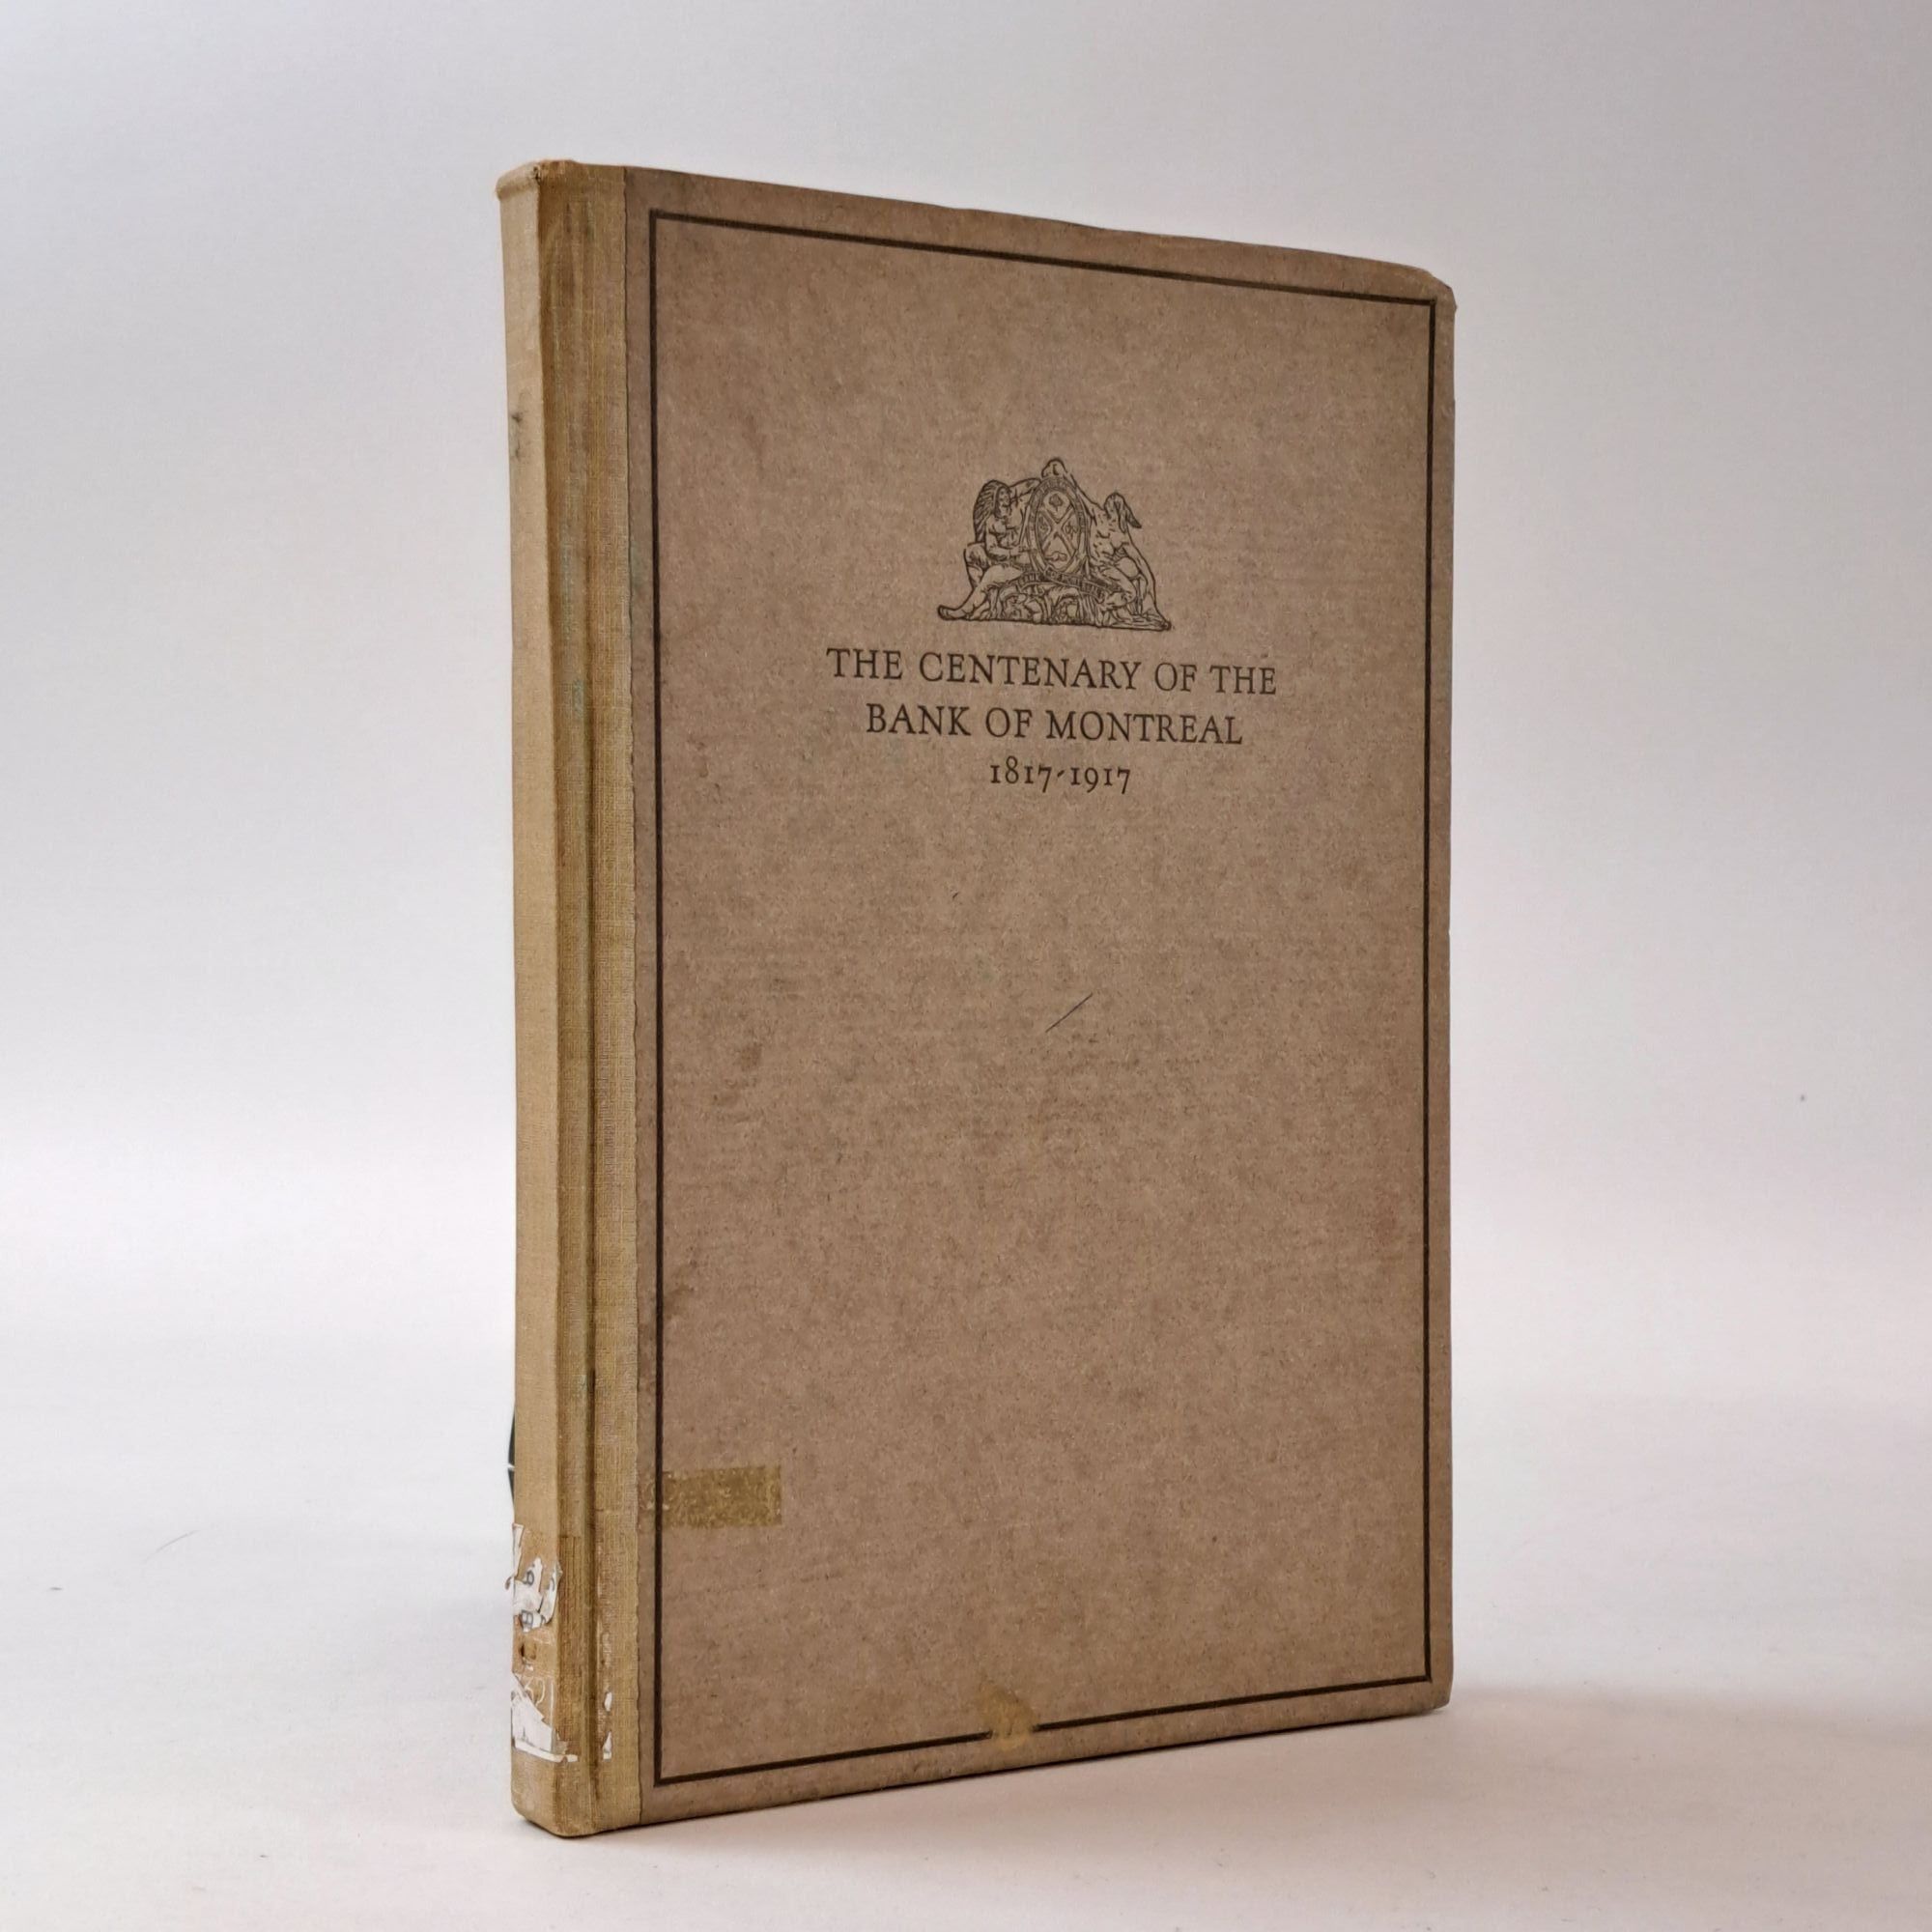 THE CENTENARY OF THE
BANK OF MONTREAL
1817-1917